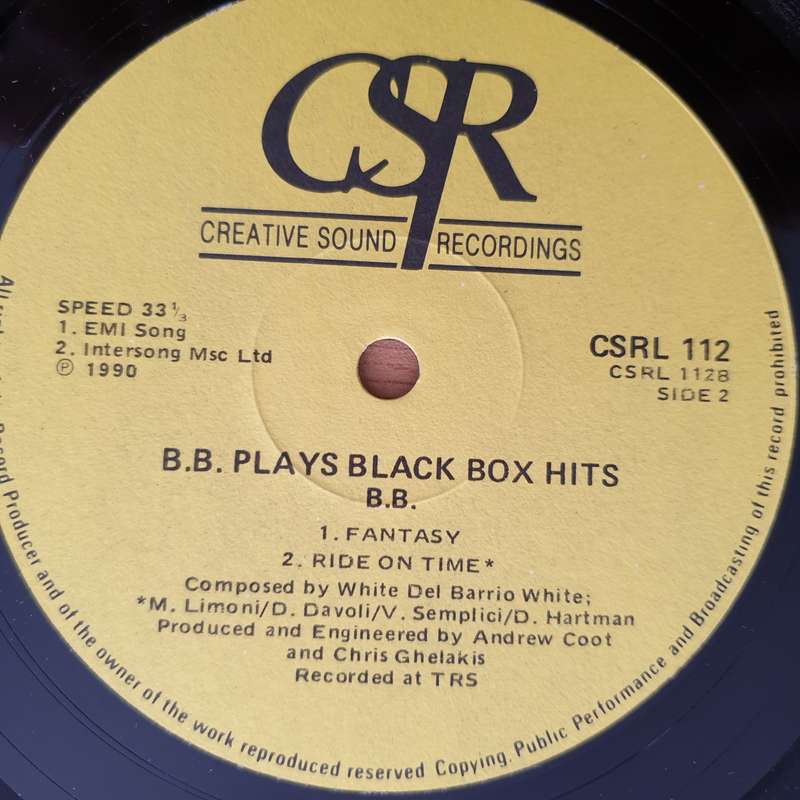 CSR
CREATIVE SOUND RECORDINGS
SPEED 33 1/3
1. EMI Song
2. Intersong Msc Ltd
℗ 1990
CSRL 112
CSRL 112B
SIDE 2
B.B. PLAYS BLACK BOX HITS
B.B.
1. FANTASY
2. RIDE ON TIME*
Composed by White Del Barrio White;
*M. Limoni/D. Davoli/V. Semplici/D. Hartman
Produced and Engineered by Andrew Coot
and Chris Ghelakis
Recorded at TRS
All Record Producer and of the owner of the work reproduced reserved Copying, Public Performance and Broadcasting of this record prohibited